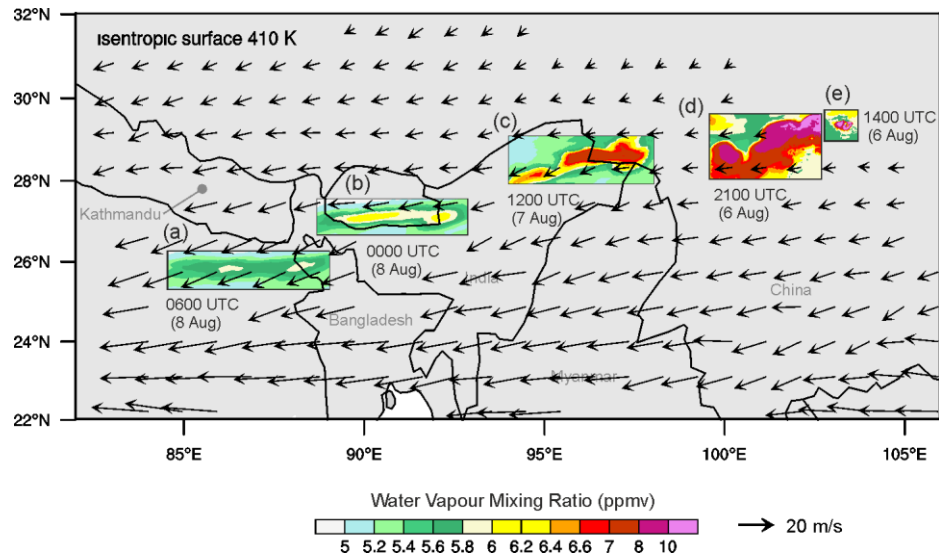 32°N
isentropic surface 410 K
30°N
(e)
(d)
1400 UTC
(6 Aug)
(c)
28°N
(b)
Kathmandu
1200 UTC
(7 Aug)
2100 UTC
(6 Aug)
(a)
0000 UTC
(8 Aug)
26°N
India
China
0600 UTC
(8 Aug)
Bangladesh
24°N
Myanmar
22°N
85°E 90°E 95°E 100°E 105°E
Water Vapour Mixing Ratio (ppmv)
20 m/s
5 5.2 5.4 5.6 5.8 6 6.2 6.4 6.6 7 8 10